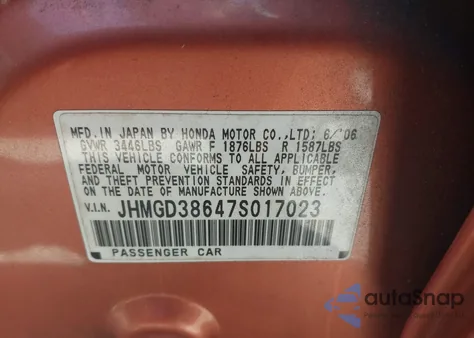 MFD.IN JAPAN BY HONDA MOTOR CO.,LTD; 6/'06
GVWR 3446LBS GAWR F 1876LBS R 1587LBS
THIS VEHICLE CONFORMS TO ALL APPLICABLE
FEDERAL MOTOR VEHICLE SAFETY, BUMPER,
AND THEFT PREVENTION STANDARDS IN EFFECT
ON THE DATE OF MANUFACTURE SHOWN ABOVE.
V.I.N. JHMGD38647S017023
PASSENGER CAR
autoSnap